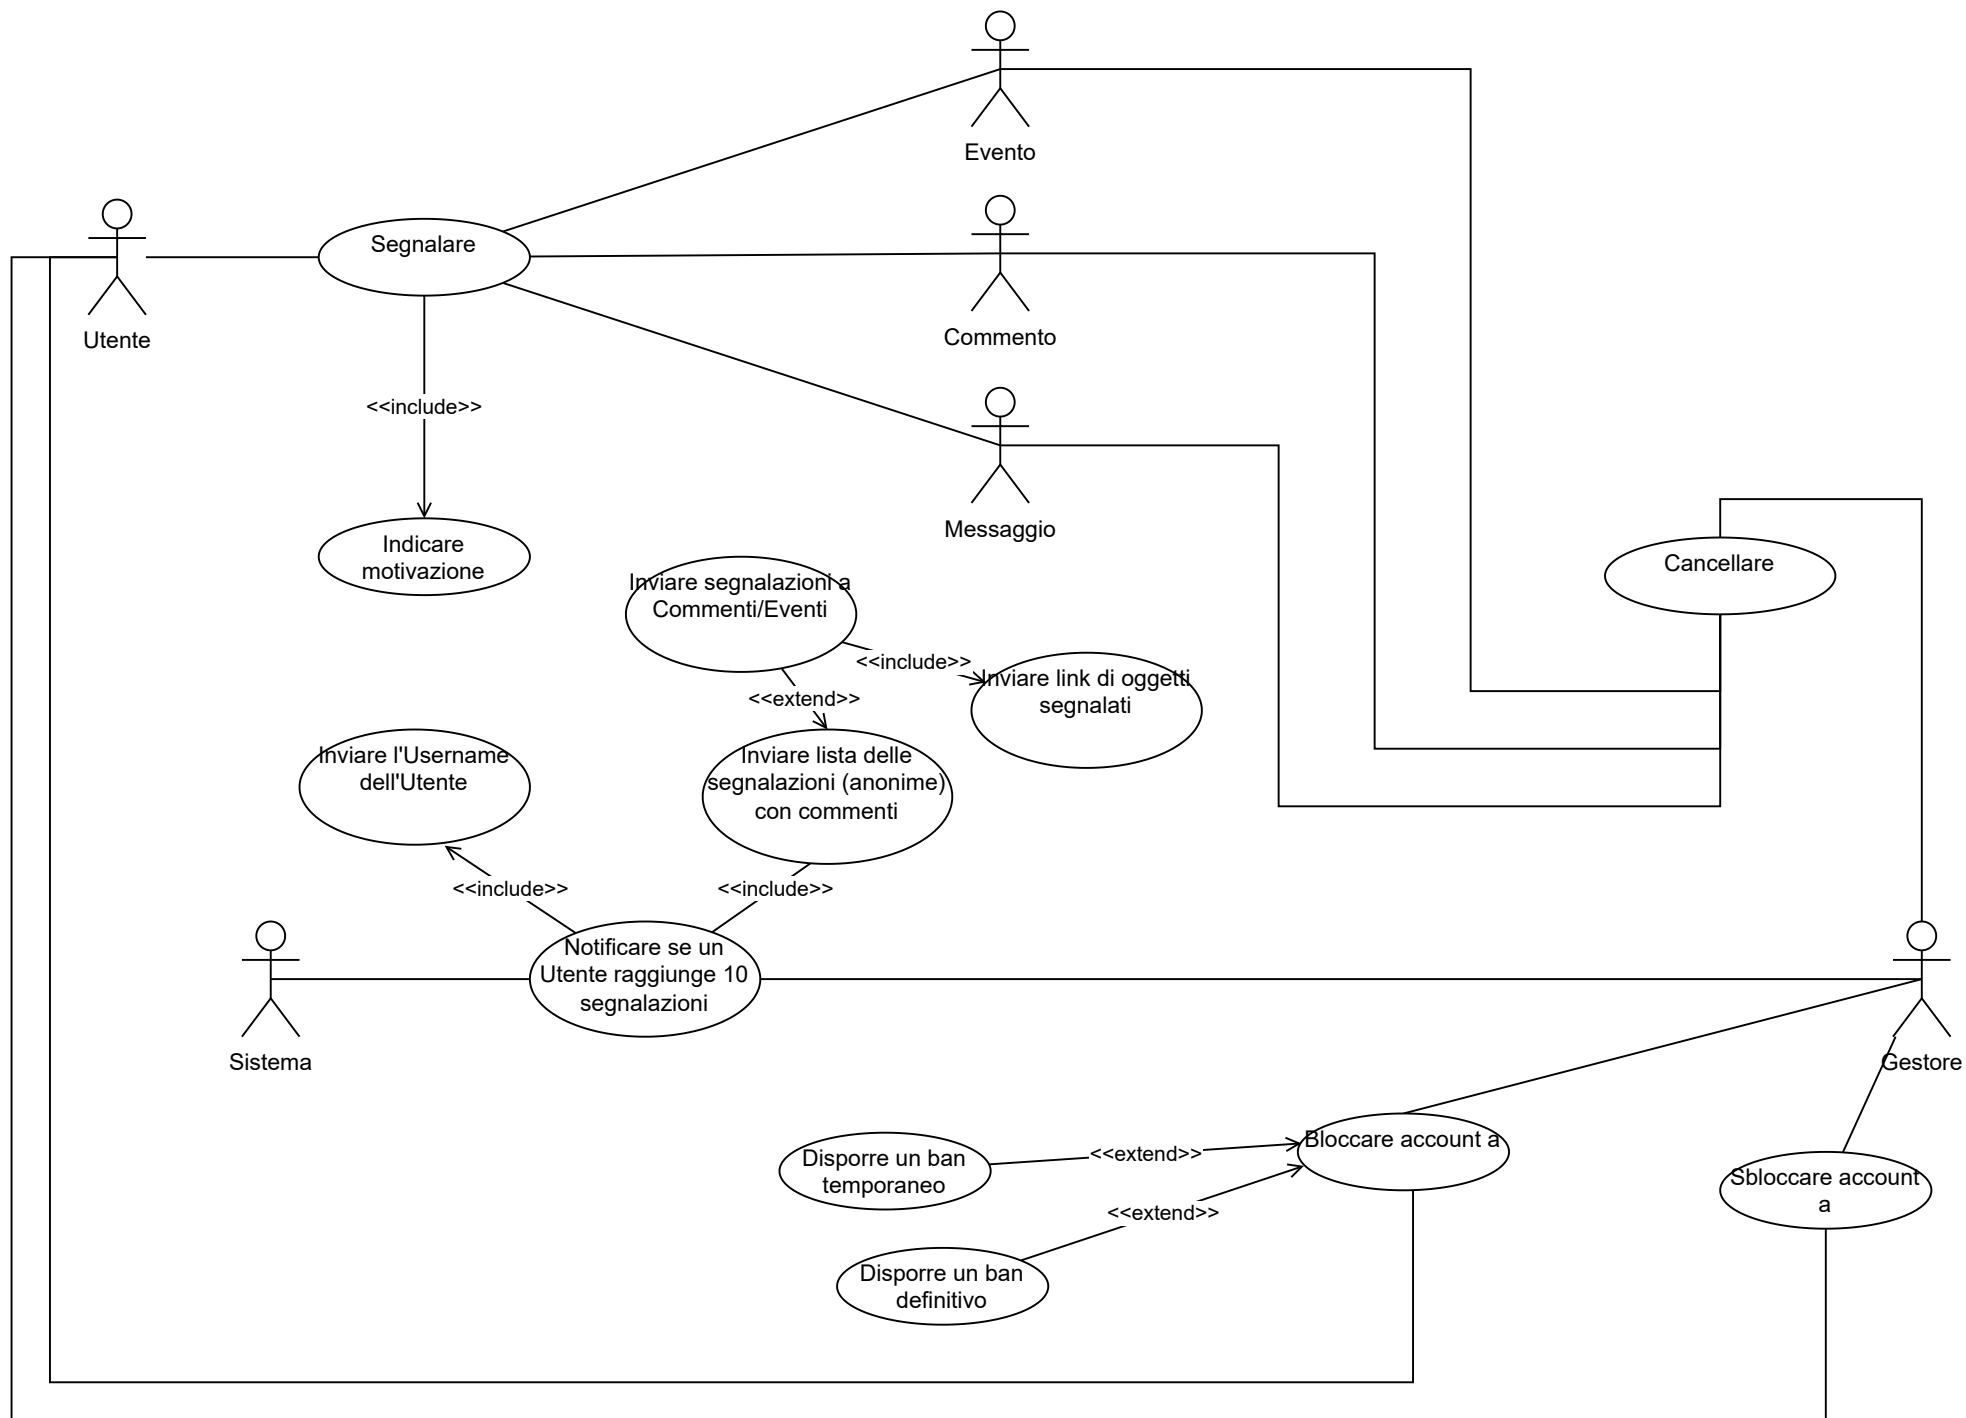 Evento
Segnalare
Utente
Commento
<<include>>
Messaggio
Indicare
motivazione
Cancellare
Inviare segnalazioni a
Commenti/Eventi
<<include>>
Inviare link di oggetti
segnalati
<<extend>>
Inviare l'Username
dell'Utente
Inviare lista delle
segnalazioni (anonime)
con commenti
<<include>>
<<include>>
Notificare se un
Utente raggiunge 10
segnalazioni
Sistema
Gestore
Bloccare account a
<<extend>>
Disporre un ban
temporaneo
Sbloccare account
a
<<extend>>
Disporre un ban
definitivo